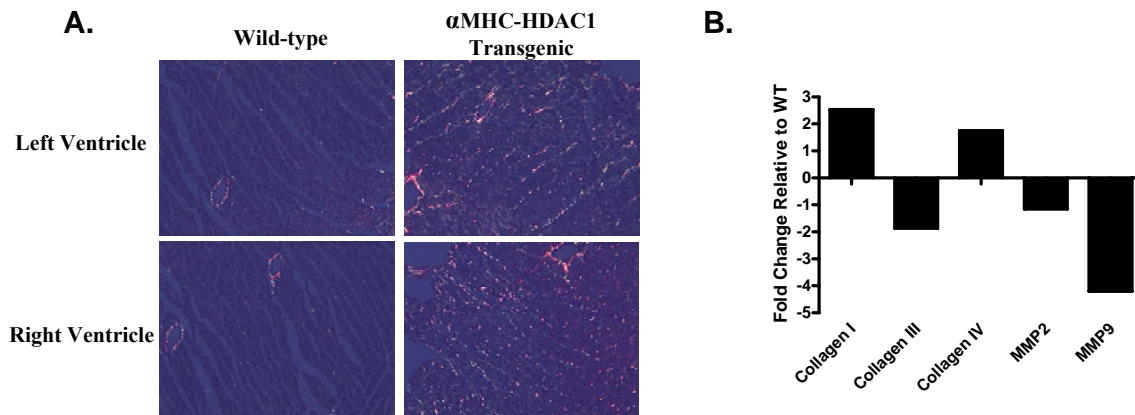 A.
Wild-type
αMHC-HDAC1
Transgenic
Left Ventricle
Right Ventricle
B.
Fold Change Relative to WT
3
2
1
0
-1
-2
-3
-4
-5
Collagen I
Collagen III
Collagen IV
MMP2
MMP9